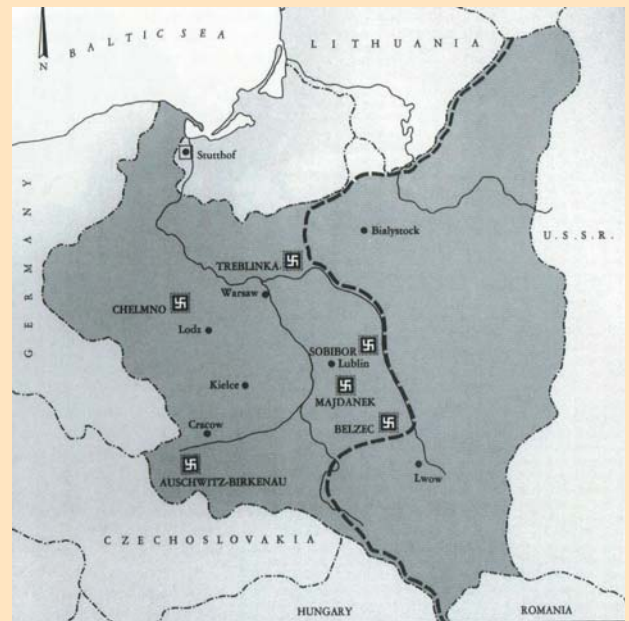 BALTIC SEA
LITHUANIA
N
Stutthof
GERMANY
Bialystock
U.S.S.R.
TREBLINKA.
Warsaw
CHELMNO
Lodz
SOBIBOR
Lublin
Kielce
MAJDANEK
BELZEC
Cracow
Lwow
AUSCHWITZ-BIRKENAU
CZECHOSLOVAKIA
HUNGARY
ROMANIA